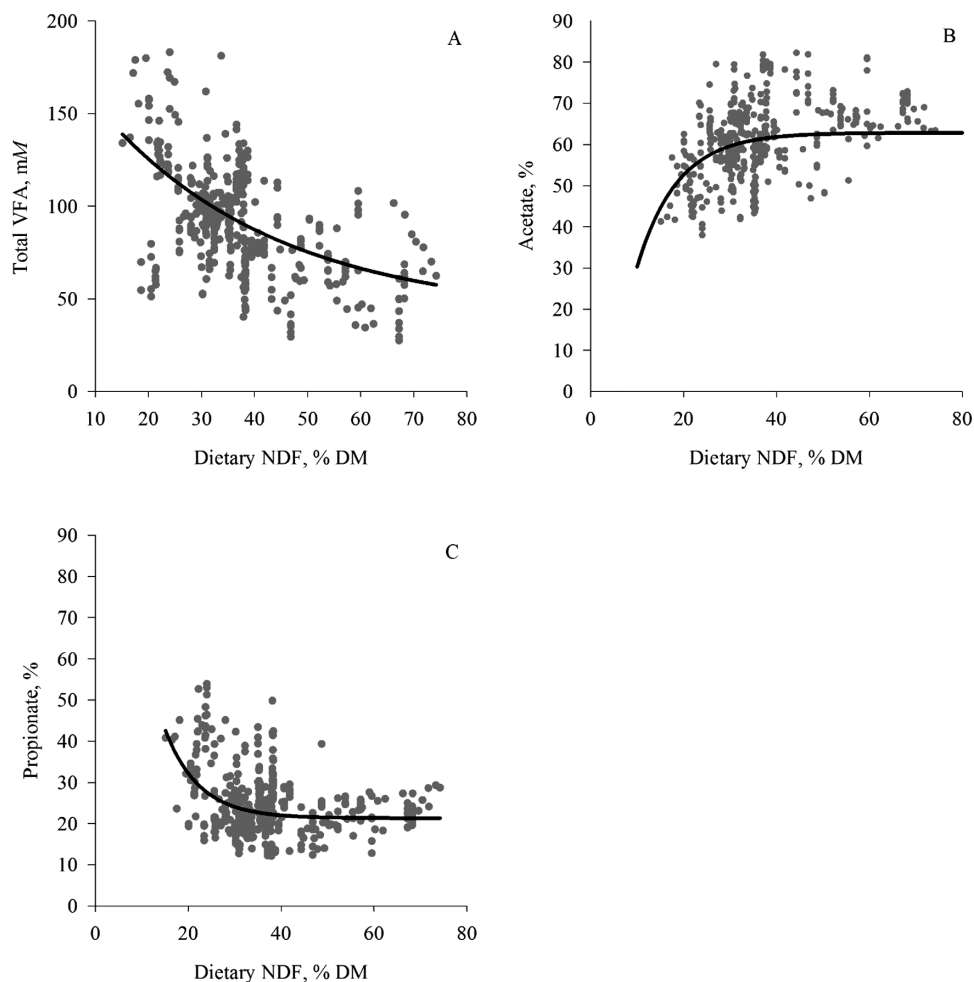 A
Total VFA, mM
200
150
100
50
0
10 20 30 40 50 60 70 80
Dietary NDF, % DM
B
Acetate, %
90
80
70
60
50
40
30
20
10
0
0 20 40 60 80
Dietary NDF, % DM
C
Propionate, %
90
80
70
60
50
40
30
20
10
0
0 20 40 60 80
Dietary NDF, % DM